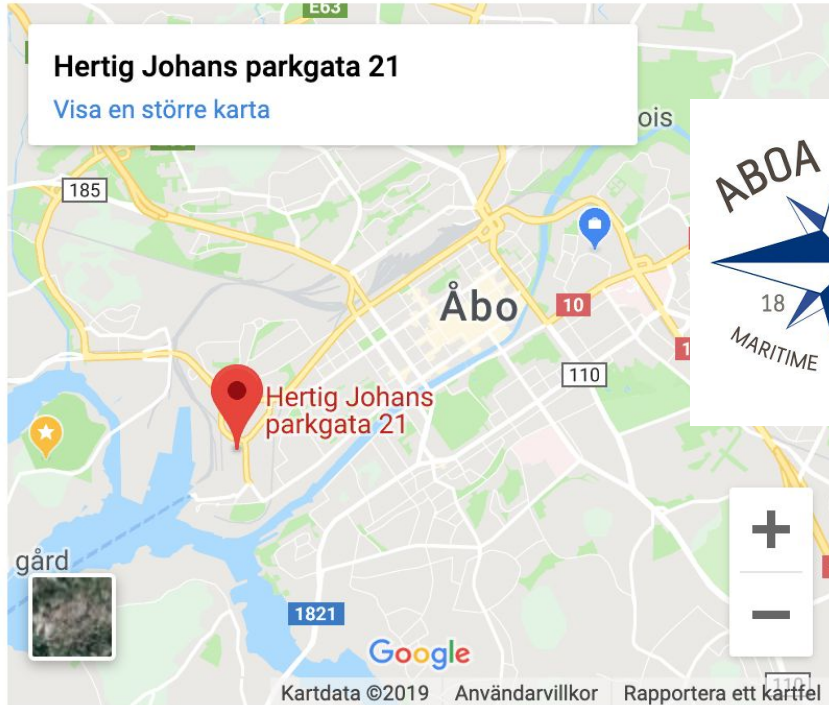 E63
Hertig Johans parkgata 21
Visa en större karta
ois
185
ABOA
18
MARITIME
Åbo
10
110
Hertig Johans
parkgata 21
gård
1821
Google
110
Kartdata ©2019 Användarvillkor Rapportera ett kartfel